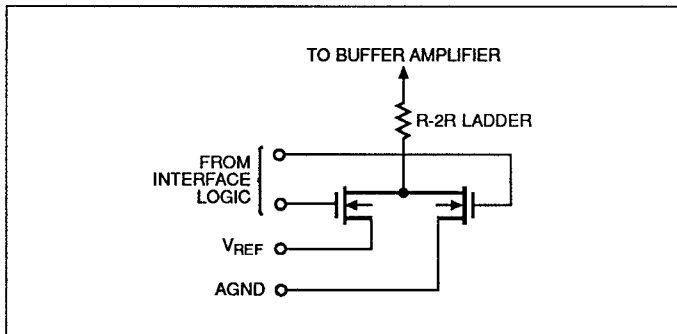 TO BUFFER AMPLIFIER
R-2R LADDER
FROM
INTERFACE
LOGIC
VREF
AGND